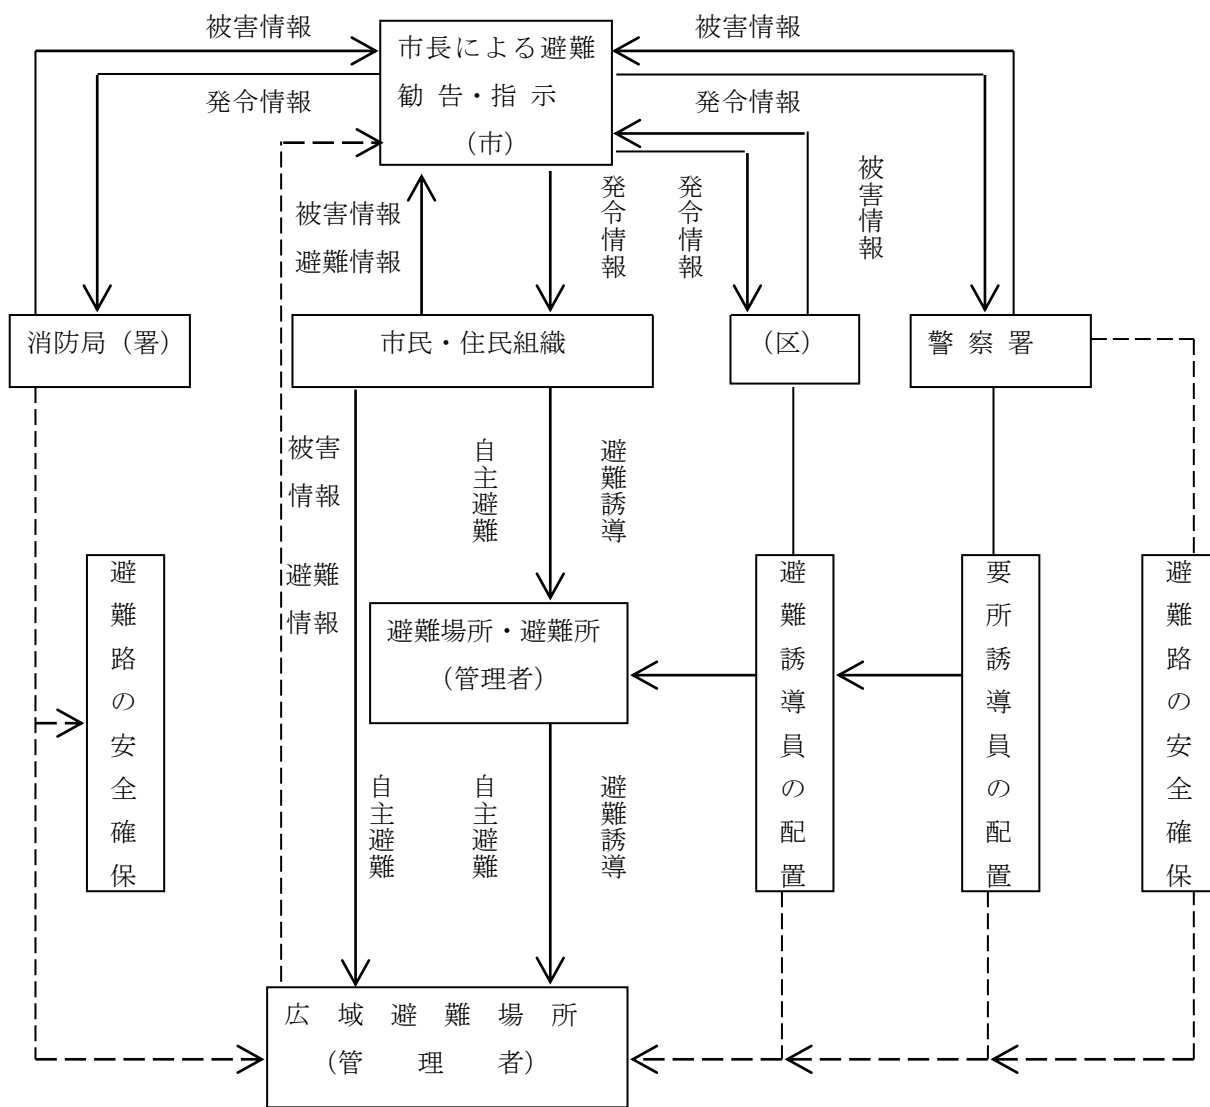 被害情報
被害情報
市長による避難
勧告・指示
（市）
発令情報
発令情報
被害情報
避難情報
発令情報
発令情報
被害情報
消防局（署）
市民・住民組織
（区）
警察署
被害
情報
避難
情報
自主避難
避難誘導
避難路の安全確保
避難場所・避難所
（管理者）
避難誘導員の配置
要所誘導員の配置
避難路の安全確保
自主避難
自主避難
避難誘導
広域避難場所
（管理者）